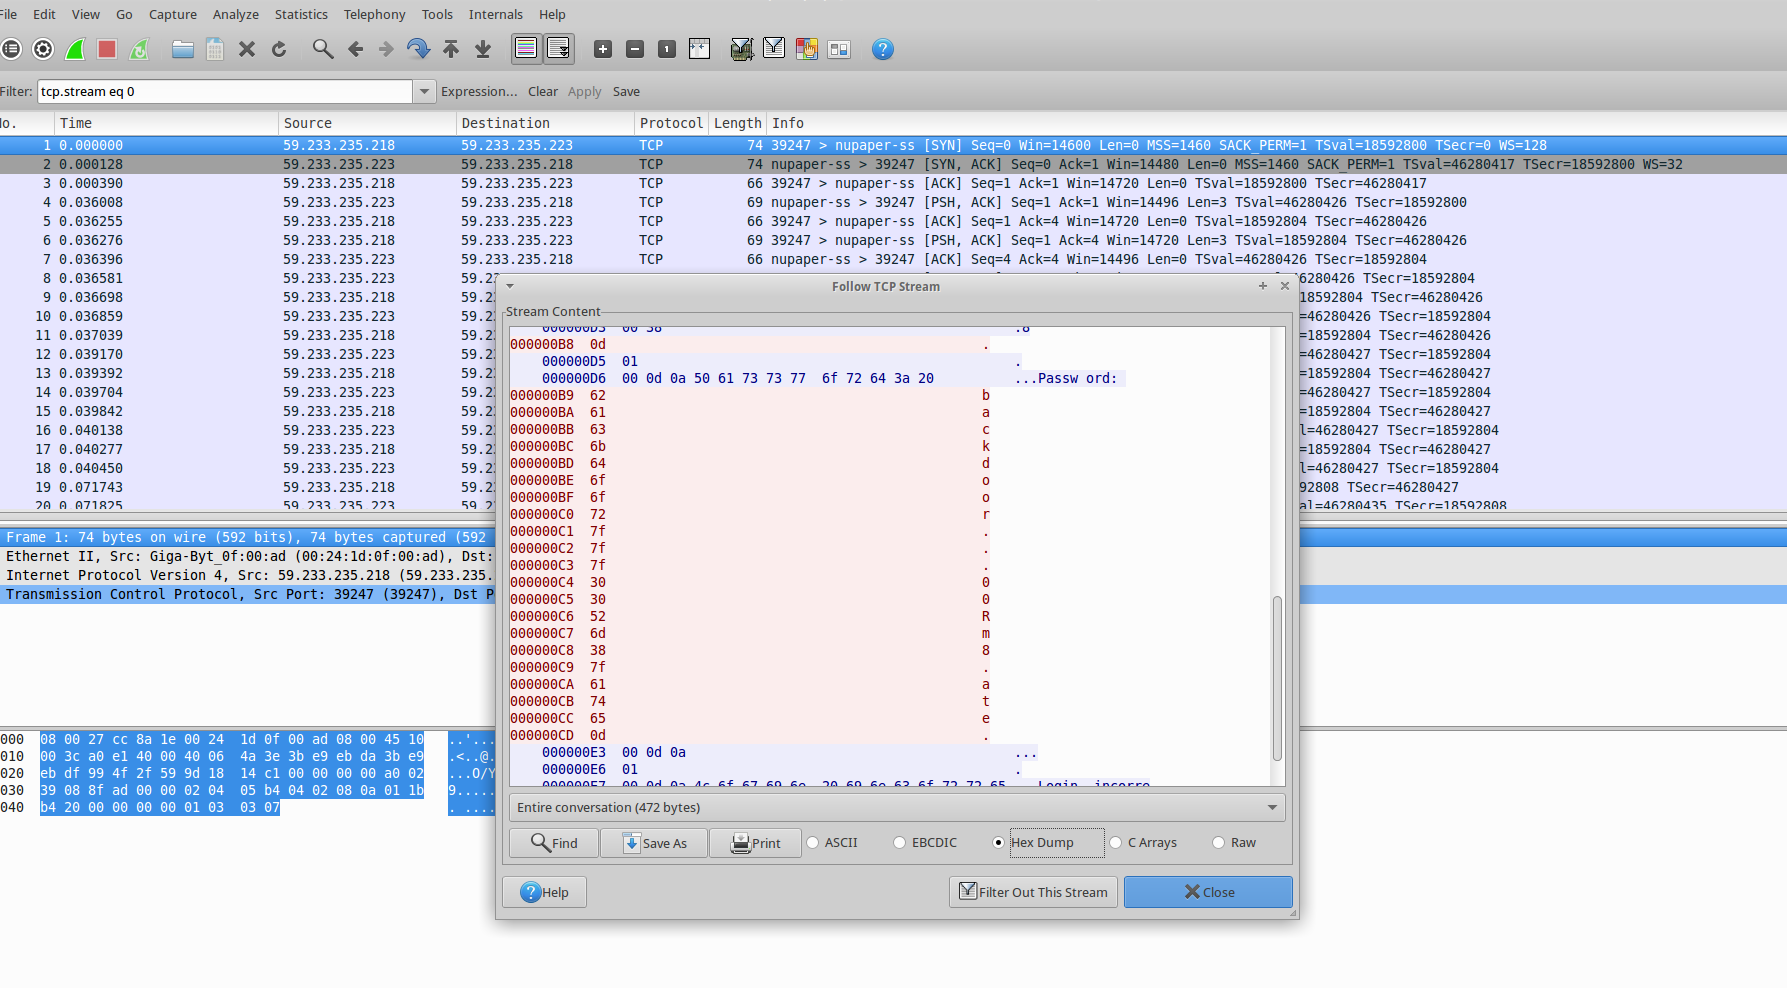 File Edit View Go Capture Analyze Statistics Telephony Tools Internals Help
Filter: tcp.stream eq 0 Expression... Clear Apply Save
No. Time Source Destination Protocol Length Info
1 0.000000 59.233.235.218 59.233.235.223 TCP 74 39247 > nupaper-ss [SYN] Seq=0 Win=14600 Len=0 MSS=1460 SACK_PERM=1 TSval=18592800 TSecr=0 WS=128
2 0.000128 59.233.235.223 59.233.235.218 TCP 74 nupaper-ss > 39247 [SYN, ACK] Seq=0 Ack=1 Win=14480 Len=0 MSS=1460 SACK_PERM=1 TSval=46280417 TSecr=18592800 WS=32
3 0.000390 59.233.235.218 59.233.235.223 TCP 66 39247 > nupaper-ss [ACK] Seq=1 Ack=1 Win=14720 Len=0 TSval=18592800 TSecr=46280417
4 0.036008 59.233.235.223 59.233.235.218 TCP 69 nupaper-ss > 39247 [PSH, ACK] Seq=1 Ack=1 Win=14496 Len=3 TSval=46280426 TSecr=18592800
5 0.036255 59.233.235.218 59.233.235.223 TCP 66 39247 > nupaper-ss [ACK] Seq=1 Ack=4 Win=14720 Len=0 TSval=18592804 TSecr=46280426
6 0.036276 59.233.235.218 59.233.235.223 TCP 69 39247 > nupaper-ss [PSH, ACK] Seq=1 Ack=4 Win=14720 Len=3 TSval=18592804 TSecr=46280426
7 0.036396 59.233.235.223 59.233.235.218 TCP 66 nupaper-ss > 39247 [ACK] Seq=4 Ack=4 Win=14496 Len=0 TSval=46280426 TSecr=18592804
8 0.036581 59.233.235.223 59.2 46280426 TSecr=18592804
9 0.036698 59.233.235.218 59.2 18592804 TSecr=46280426
10 0.036859 59.233.235.223 59.2 =46280426 TSecr=18592804
11 0.037039 59.233.235.218 59.2 =18592804 TSecr=46280426
12 0.039170 59.233.235.223 59.2 =46280427 TSecr=18592804
13 0.039392 59.233.235.218 59.2 =18592804 TSecr=46280427
14 0.039704 59.233.235.223 59.2 =46280427 TSecr=18592804
15 0.039842 59.233.235.218 59.2 =18592804 TSecr=46280427
16 0.040138 59.233.235.223 59.2 l=46280427 TSecr=18592804
17 0.040277 59.233.235.218 59.2 =18592804 TSecr=46280427
18 0.040450 59.233.235.223 59.2 l=46280427 TSecr=18592804
19 0.071743 59.233.235.218 59.2 92808 TSecr=46280427
20 0.071825 59.233.235.223 59.2 al=46280435 TSecr=18592808
Frame 1: 74 bytes on wire (592 bits), 74 bytes captured (592
Ethernet II, Src: Giga-Byt_0f:00:ad (00:24:1d:0f:00:ad), Dst:
Internet Protocol Version 4, Src: 59.233.235.218 (59.233.235.
Transmission Control Protocol, Src Port: 39247 (39247), Dst P
000 08 00 27 cc 8a 1e 00 24 1d 0f 00 ad 08 00 45 10 ..'...
010 00 3c a0 e1 40 00 40 06 4a 3e 3b e9 eb da 3b e9 .<..@.
020 eb df 99 4f 2f 59 9d 18 14 c1 00 00 00 00 a0 02 ...O/Y
030 39 08 8f ad 00 00 02 04 05 b4 04 02 08 0a 01 1b 9.....
040 b4 20 00 00 00 00 01 03 03 07 . ....
Follow TCP Stream
Stream Content
000000D3 00 38 .8
000000B8 0d .
000000D5 01 .
000000D6 00 0d 0a 50 61 73 73 77 6f 72 64 3a 20 ...Passw ord:
000000B9 62 b
000000BA 61 a
000000BB 63 c
000000BC 6b k
000000BD 64 d
000000BE 6f o
000000BF 6f o
000000C0 72 r
000000C1 7f .
000000C2 7f .
000000C3 7f .
000000C4 30 0
000000C5 30 0
000000C6 52 R
000000C7 6d m
000000C8 38 8
000000C9 7f .
000000CA 61 a
000000CB 74 t
000000CC 65 e
000000CD 0d .
000000E3 00 0d 0a ...
000000E6 01 .
000000E7 00 0d 0a 4c 6f 67 69 6e 20 69 6e 63 6f 72 72 65 ...Login incorre
Entire conversation (472 bytes)
Find Save As Print ASCII EBCDIC Hex Dump C Arrays Raw
Help Filter Out This Stream Close